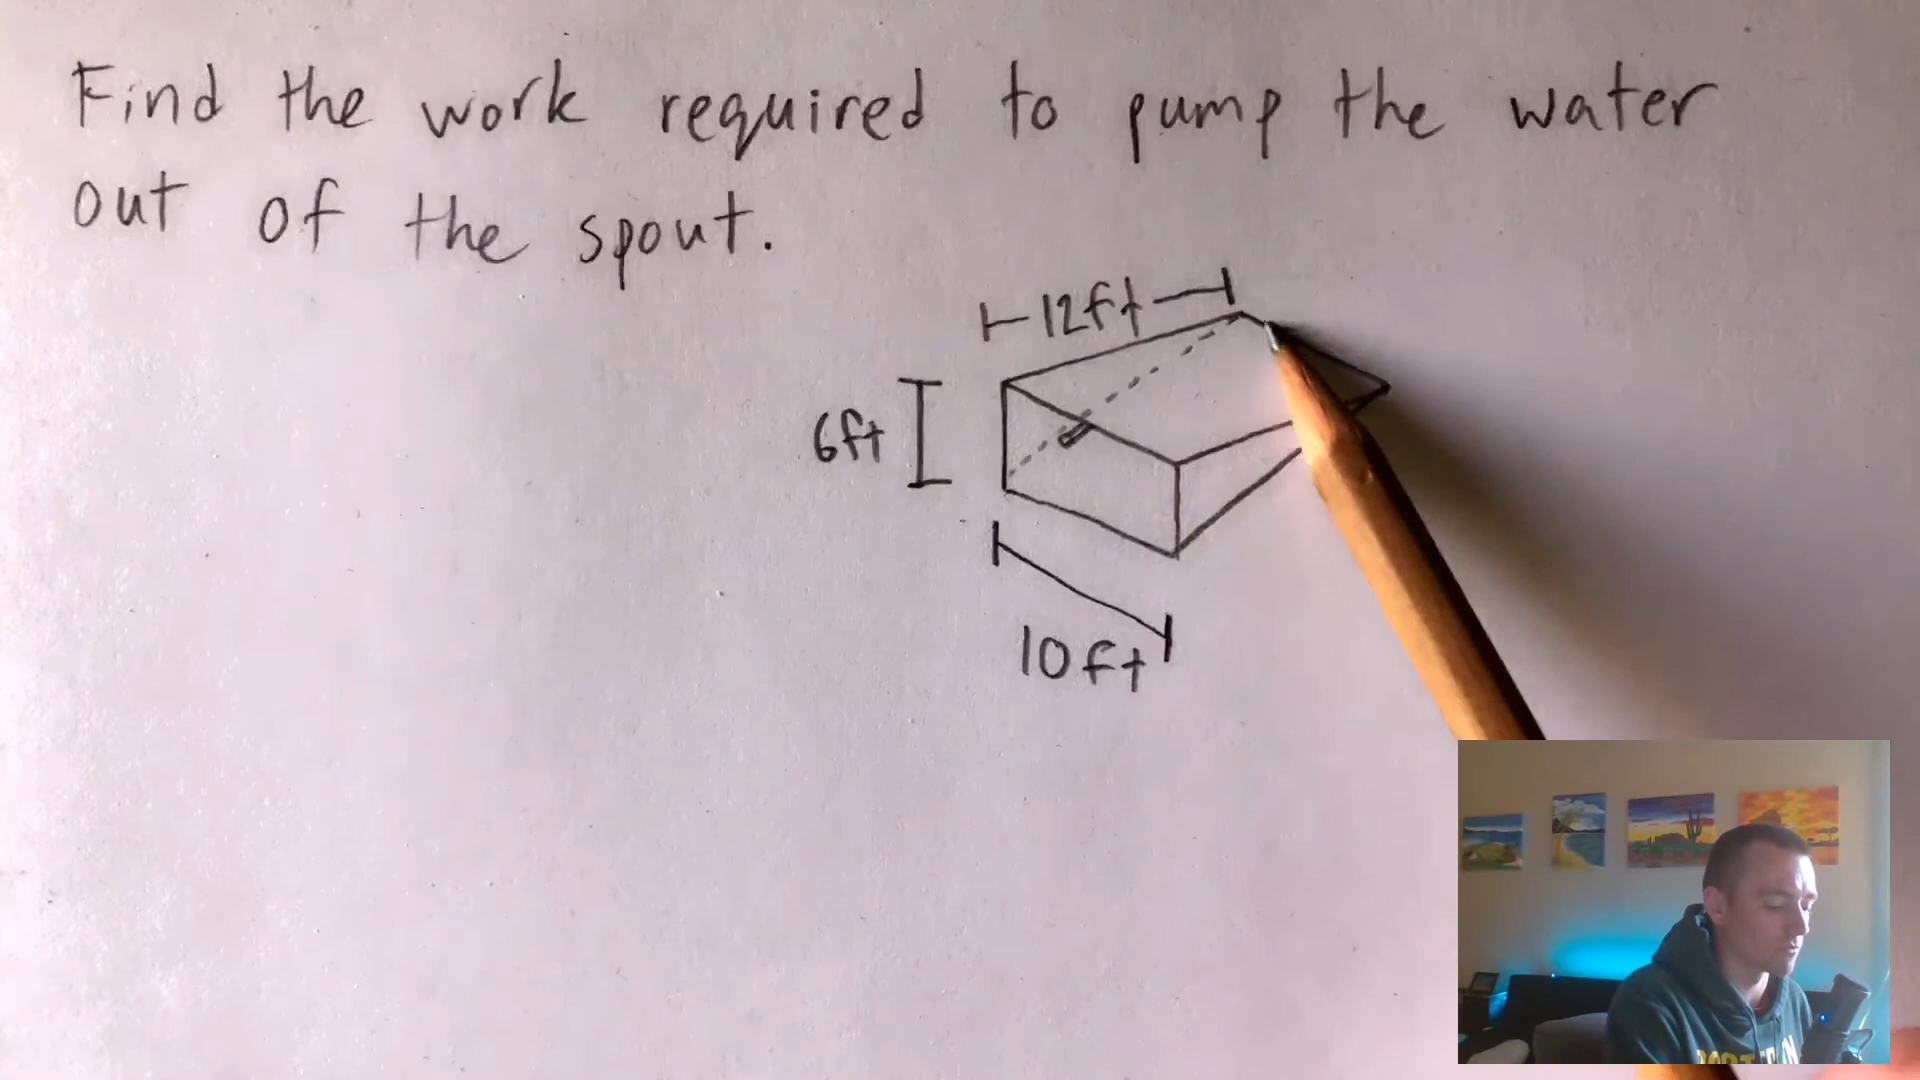 Find the work required to pump the water
out of the spout.
12ft
6ft
10ft